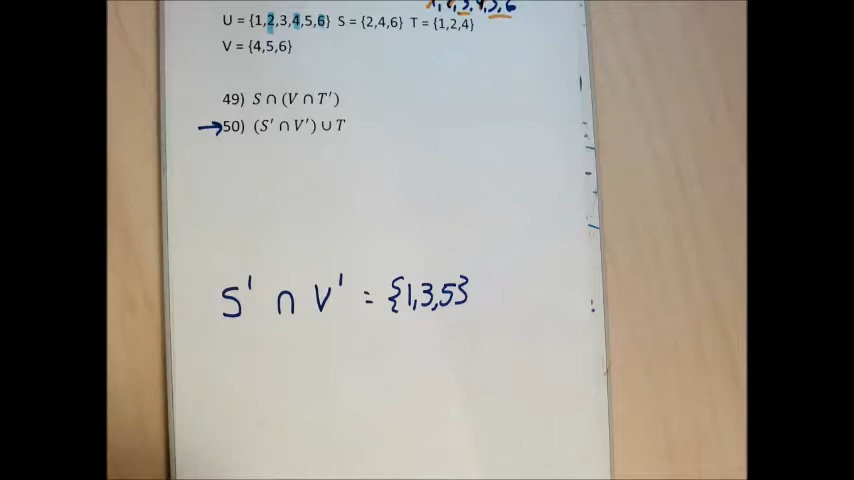 U = {1,2,3,4,5,6} S = {2,4,6} T = {1,2,4}
V = {4,5,6}
49) S ∩ (V ∩ T′)
→50) (S′ ∩ V′) ∪ T
S' ∩ V' = {1,3,5}